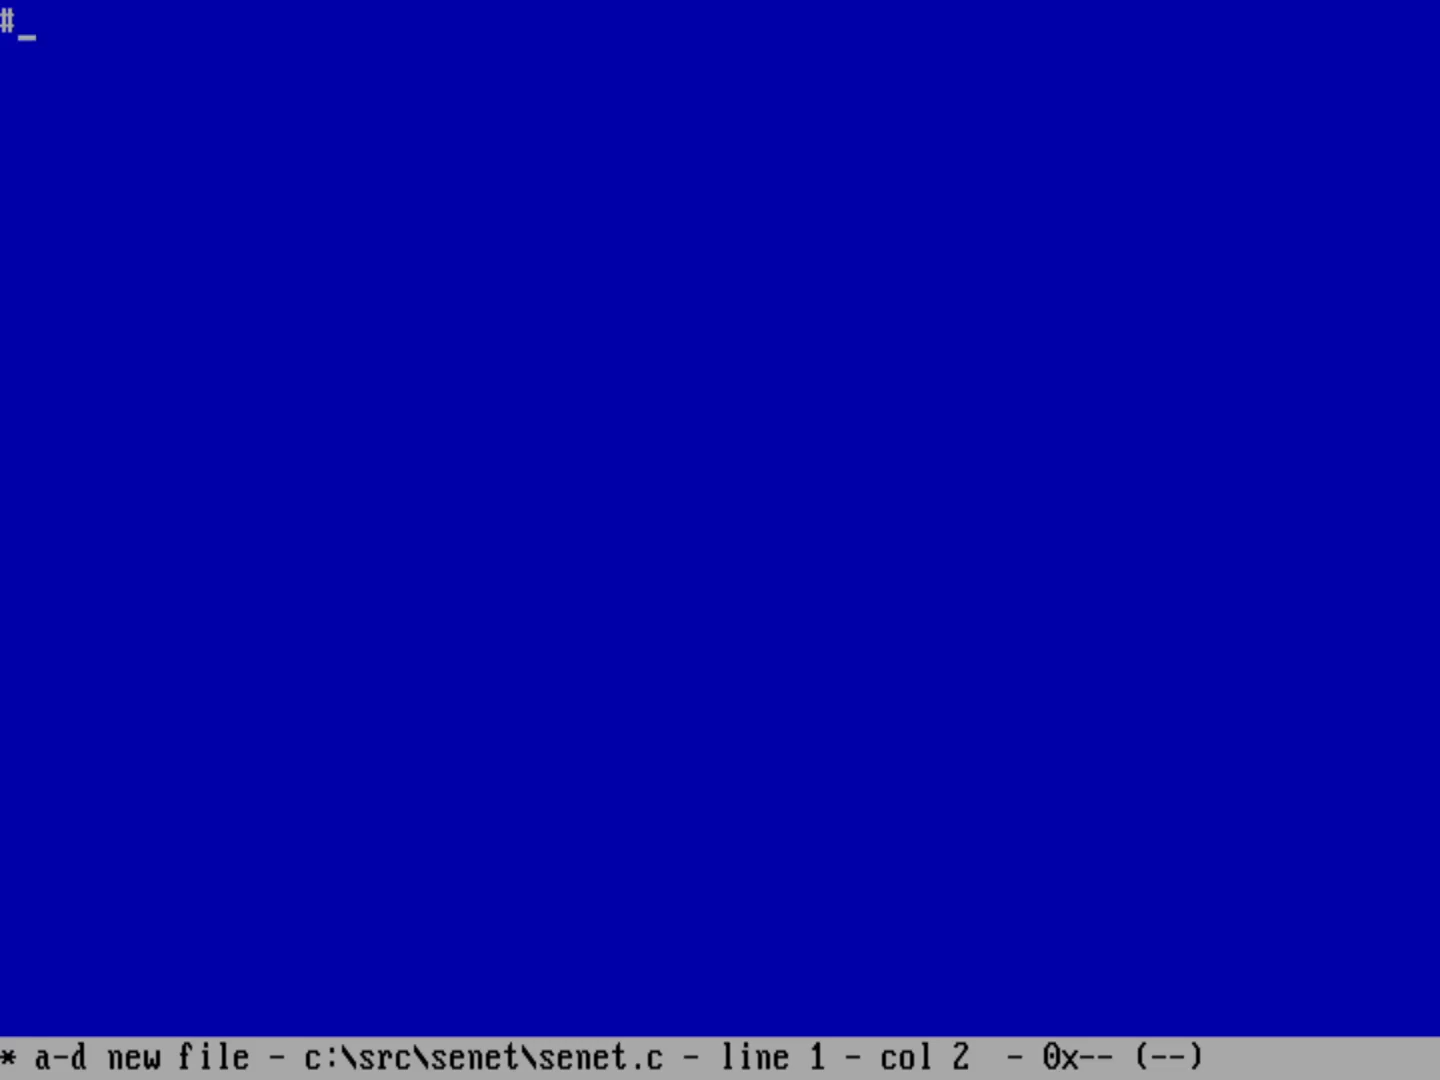 #_
* a-d new file - c:\src\senet\senet.c - line 1 - col 2  - 0x-- (--)